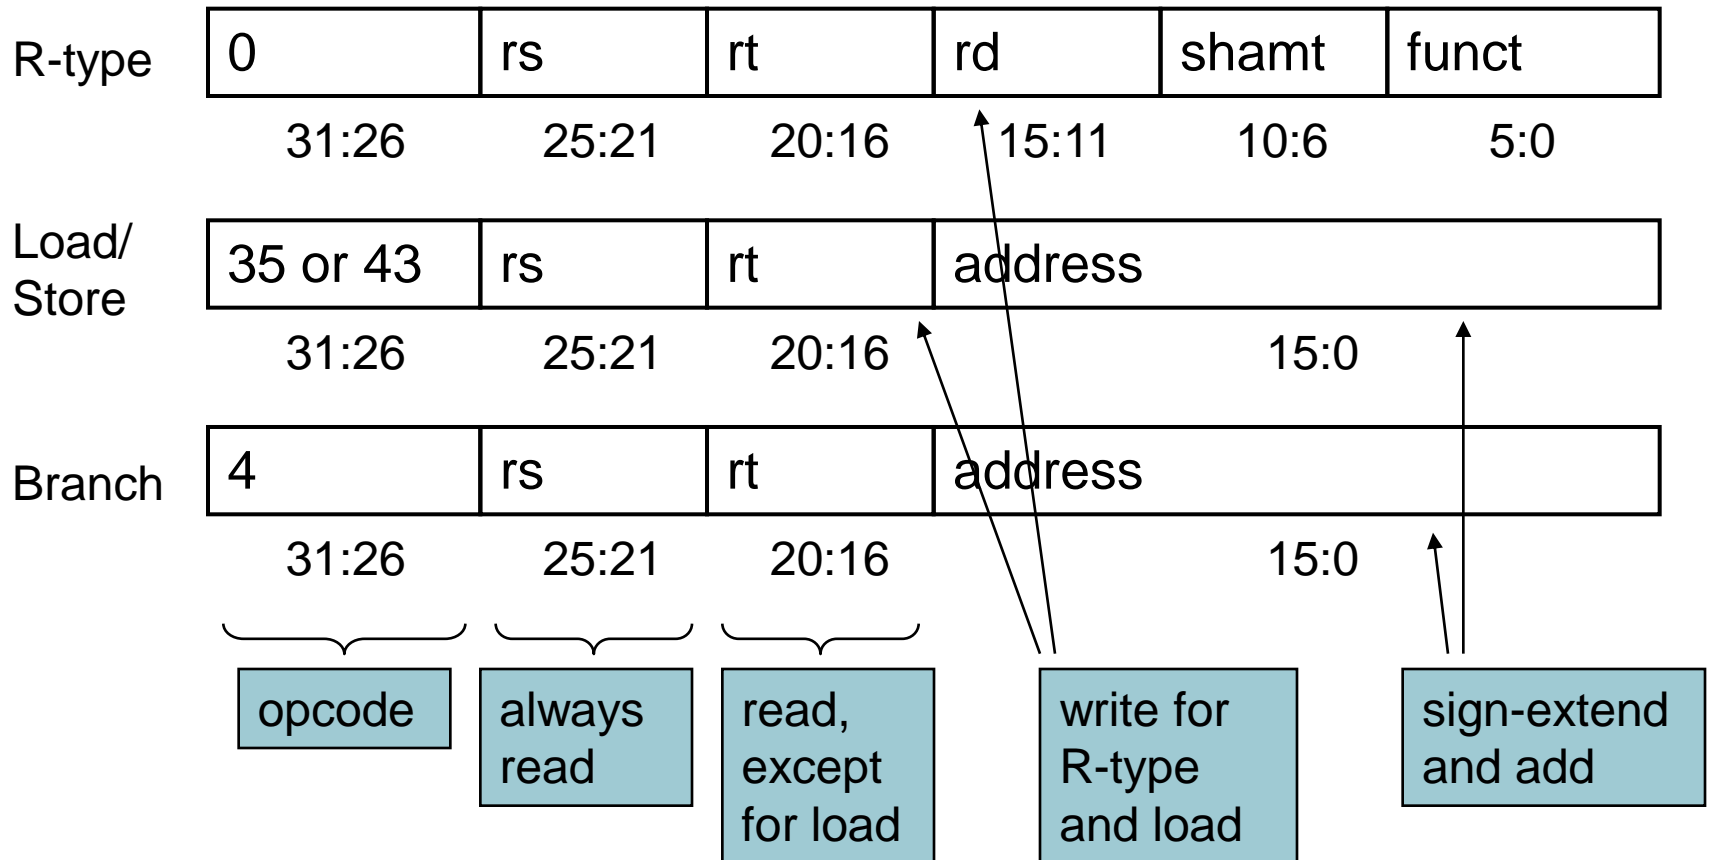 R-type 0 rs rt rd shamt funct
31:26 25:21 20:16 15:11 10:6 5:0
Load/
Store
35 or 43 rs rt address
31:26 25:21 20:16 15:0
Branch 4 rs rt address
31:26 25:21 20:16 15:0
opcode
always
read
read,
except
for load
write for
R-type
and load
sign-extend
and add